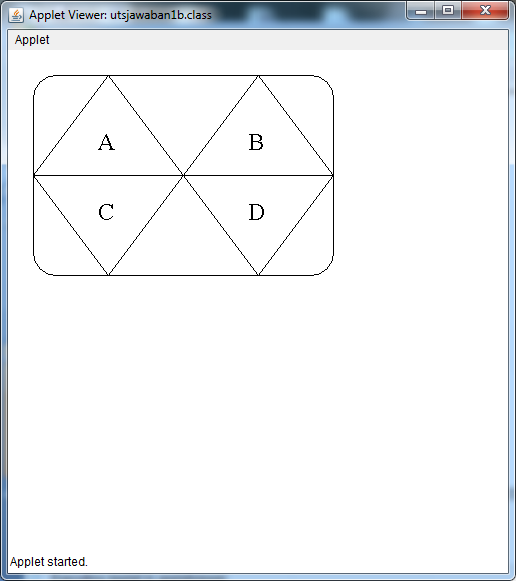 Applet Viewer: utsjawaban1b.class
Applet
A B
C D
Applet started.